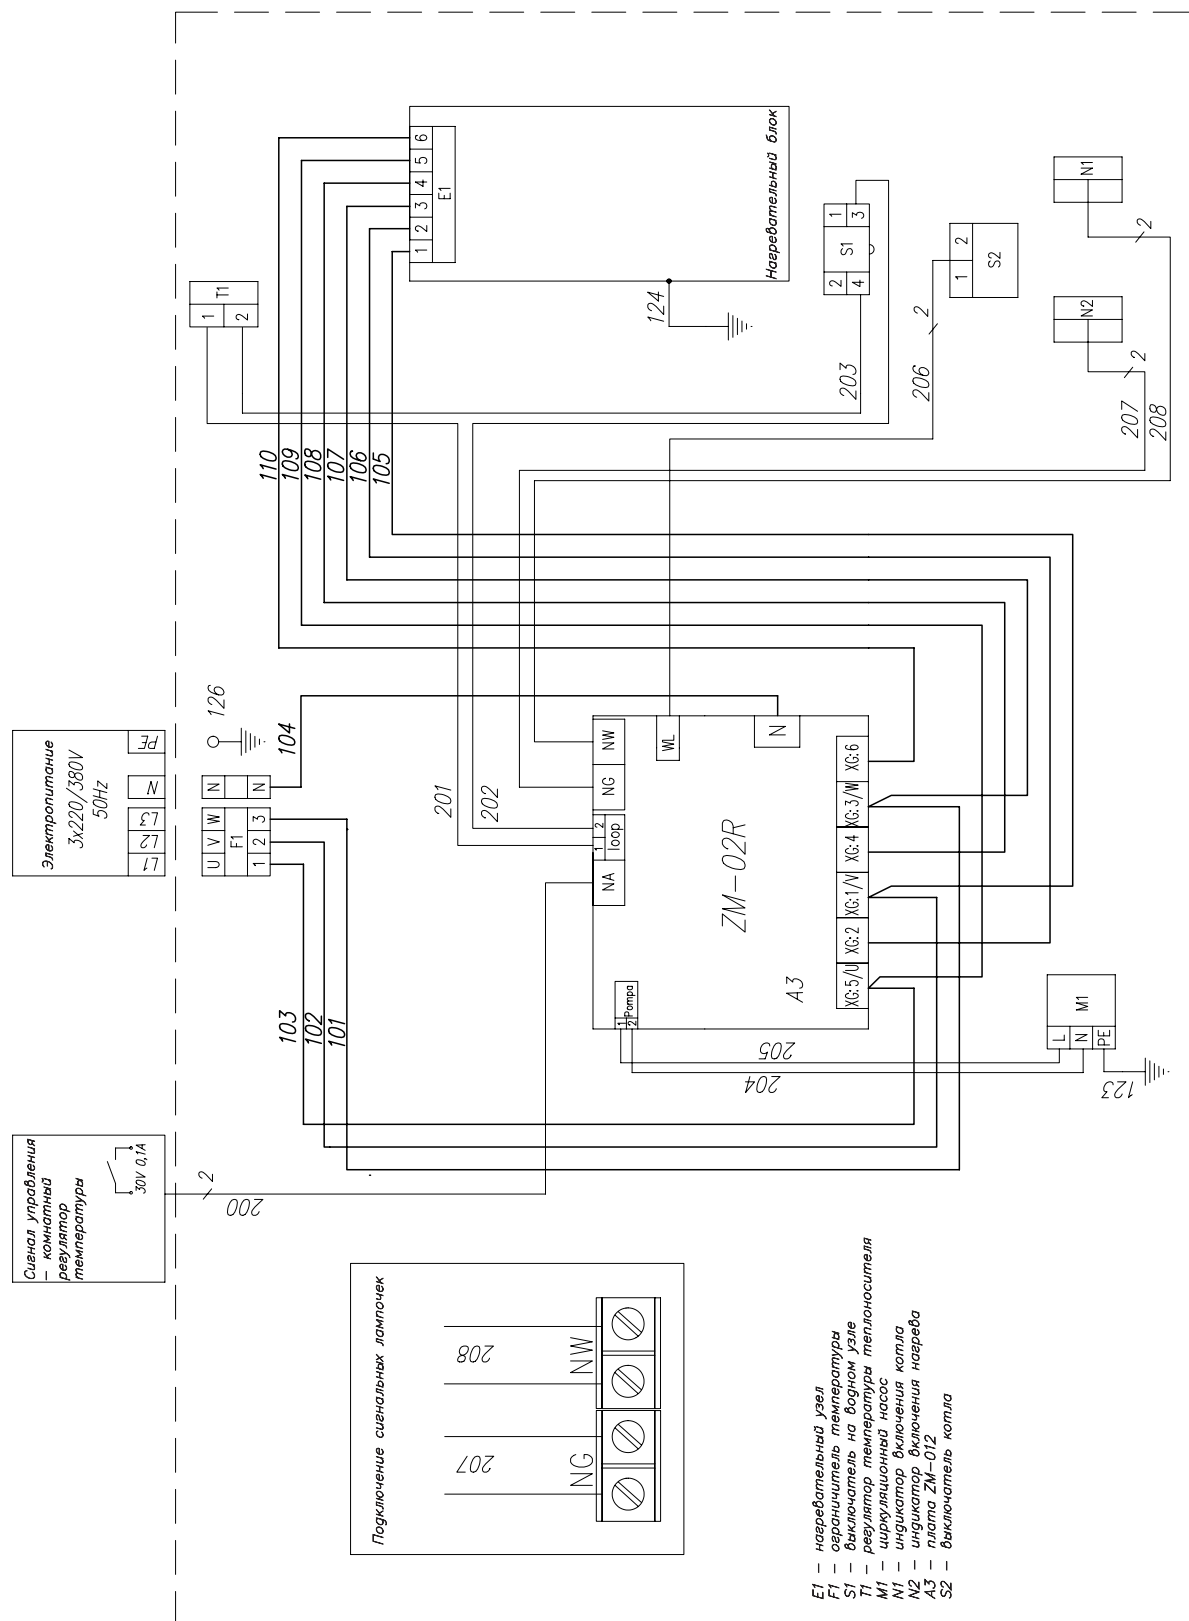 Сигнал управления
– комнатный
регулятор
температуры
30V 0,1A
Электропитание
3x220/380V
50Hz
L1 L2 L3 N PE
U V W N
F1
1 2 3 N
126
2
200
103
102
101
104
110
109
108
107
106
105
T1
1
2
201
202
1 2 3 4 5 6
E1
Нагревательный блок
124
Подключение сигнальных лампочек
207
208
NG NW
NA
1 2
loop
NG
NW
WL
N
Pompa
1
2
ZM–02R
A3
XG:5/U XG:2 XG:1/V XG:4 XG:3/W XG:6
205
204
M1
L
N
PE
123
203
S1
2 1
4 3
206
2
S2
1 2
N2
2
207
N1
2
208
E1 – нагревательный узел
F1 – ограничитель температуры
S1 – выключатель на водном узле
T1 – регулятор температуры теплоносителя
M1 – циркуляционный насос
N1 – индикатор включения котла
N2 – индикатор включения нагрева
A3 – плата ZM–012
S2 – выключатель котла